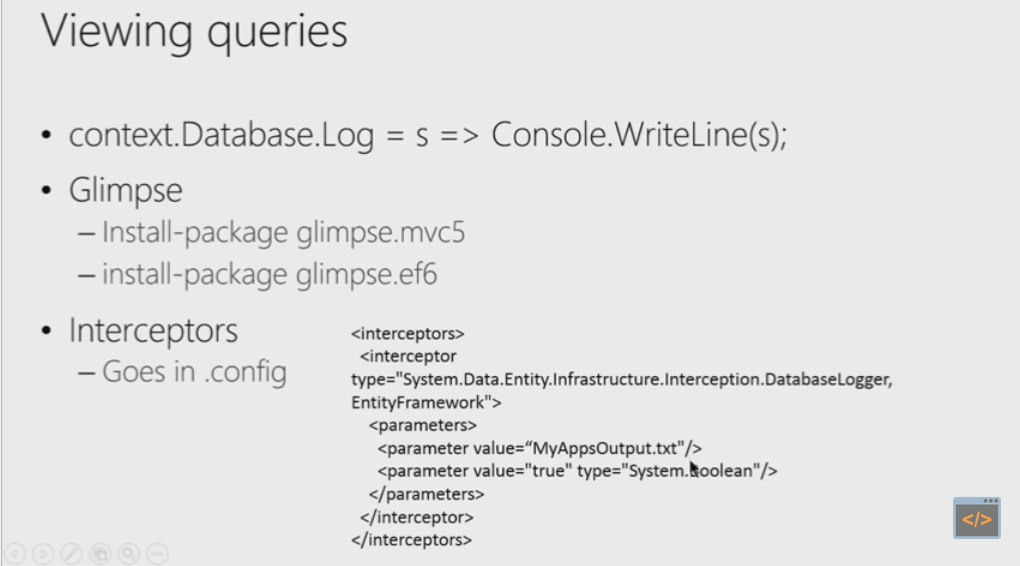 Viewing queries
• context.Database.Log = s => Console.WriteLine(s);
• Glimpse
– Install-package glimpse.mvc5
– install-package glimpse.ef6
• Interceptors
– Goes in .config
<interceptors>
<interceptor
type="System.Data.Entity.Infrastructure.Interception.DatabaseLogger,
EntityFramework">
<parameters>
<parameter value=“MyAppsOutput.txt"/>
<parameter value="true" type="System.Boolean"/>
</parameters>
</interceptor>
</interceptors>
</>